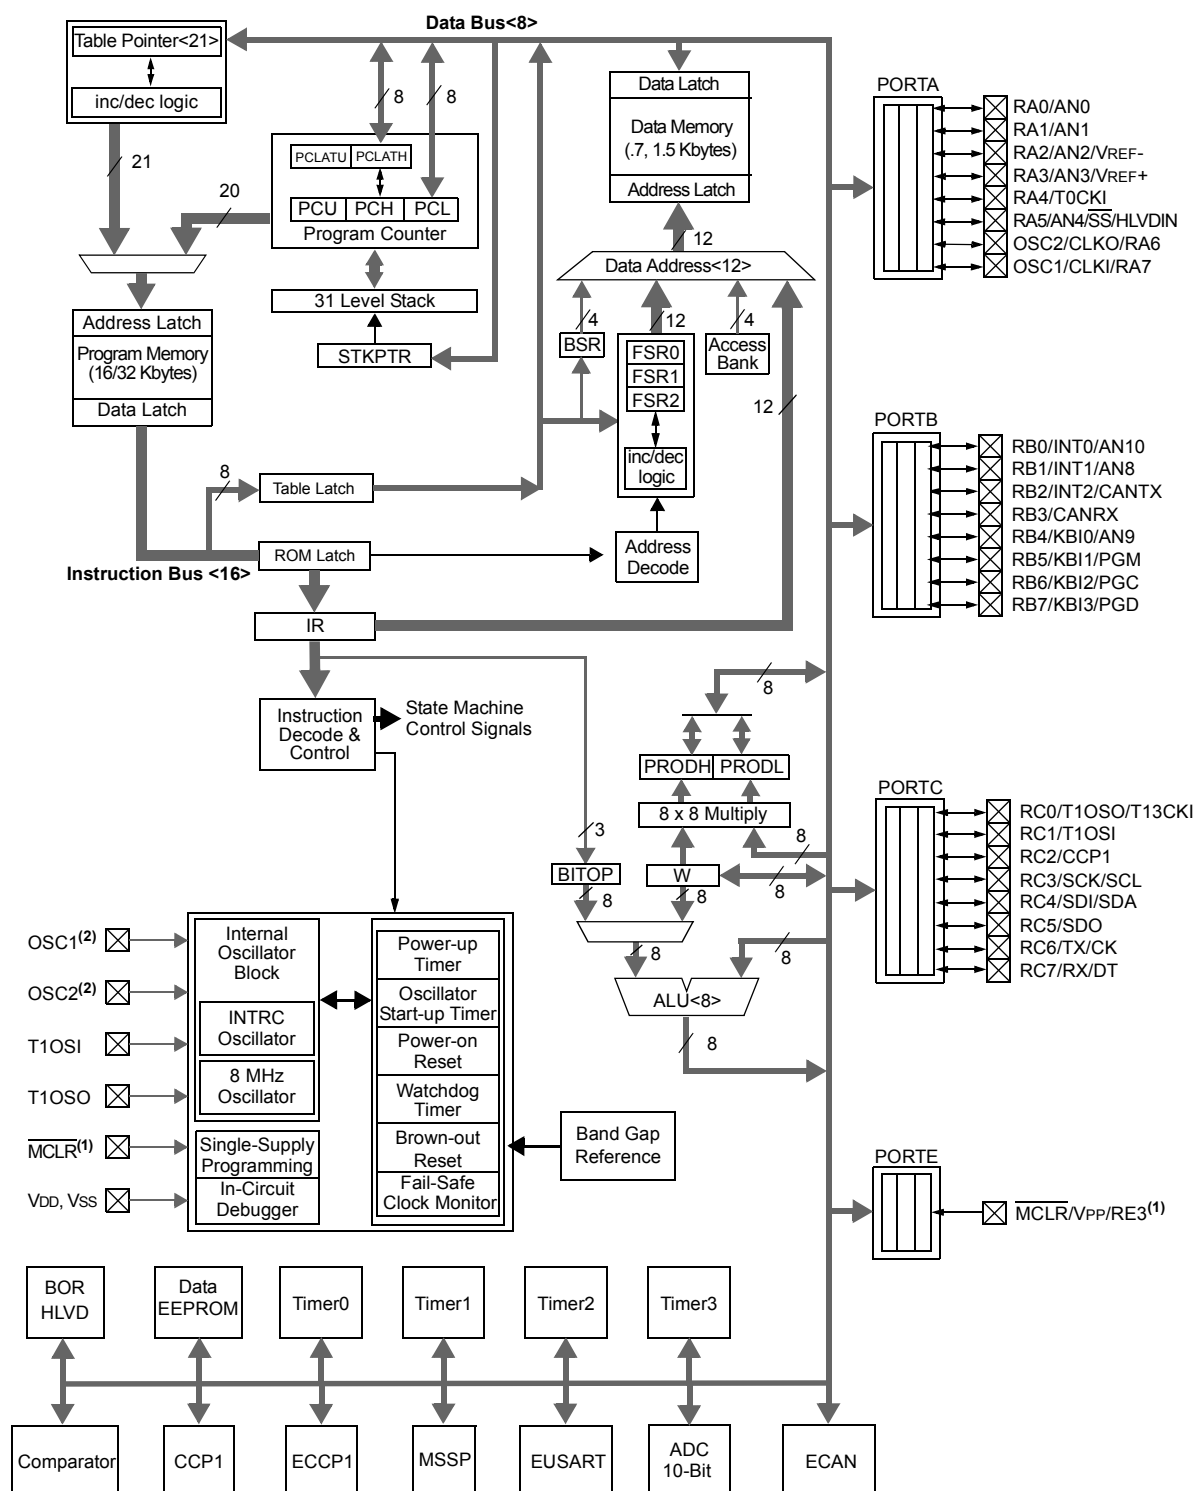 Data Bus<8>
Table Pointer<21>
inc/dec logic
21
20
8
8
PCLATU PCLATH
PCU PCH PCL
Program Counter
31 Level Stack
STKPTR
Address Latch
Program Memory
(16/32 Kbytes)
Data Latch
8
Table Latch
ROM Latch
Instruction Bus <16>
IR
Data Latch
Data Memory
(.7, 1.5 Kbytes)
Address Latch
12
Data Address<12>
4
12
4
BSR
FSR0
FSR1
FSR2
inc/dec
logic
Access
Bank
12
Address
Decode
Instruction
Decode &
Control
State Machine
Control Signals
8
PRODH PRODL
8 x 8 Multiply
3
8
BITOP
W
8
8
8
8
8
ALU<8>
8
OSC1(2)
OSC2(2)
T1OSI
T1OSO
MCLR(1)
VDD, VSS
Internal
Oscillator
Block
INTRC
Oscillator
8 MHz
Oscillator
Single-Supply
Programming
In-Circuit
Debugger
Power-up
Timer
Oscillator
Start-up Timer
Power-on
Reset
Watchdog
Timer
Brown-out
Reset
Fail-Safe
Clock Monitor
Band Gap
Reference
PORTA
RA0/AN0
RA1/AN1
RA2/AN2/VREF-
RA3/AN3/VREF+
RA4/T0CKI
RA5/AN4/SS/HLVDIN
OSC2/CLKO/RA6
OSC1/CLKI/RA7
PORTB
RB0/INT0/AN10
RB1/INT1/AN8
RB2/INT2/CANTX
RB3/CANRX
RB4/KBI0/AN9
RB5/KBI1/PGM
RB6/KBI2/PGC
RB7/KBI3/PGD
PORTC
RC0/T1OSO/T13CKI
RC1/T1OSI
RC2/CCP1
RC3/SCK/SCL
RC4/SDI/SDA
RC5/SDO
RC6/TX/CK
RC7/RX/DT
PORTE
MCLR/VPP/RE3(1)
BOR
HLVD
Data
EEPROM
Timer0
Timer1
Timer2
Timer3
Comparator
CCP1
ECCP1
MSSP
EUSART
ADC
10-Bit
ECAN